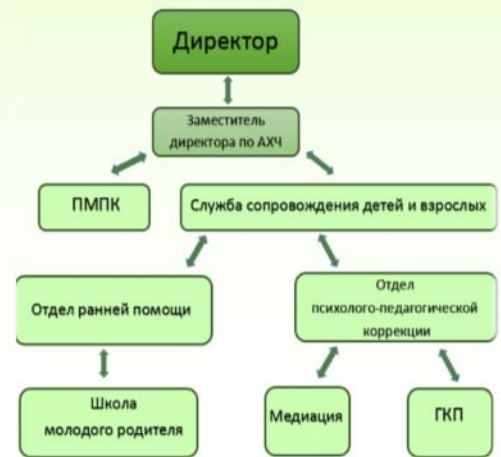 Директор
Заместитель
директора по АХЧ
ПМПК
Служба сопровождения детей и взрослых
Отдел ранней помощи
Отдел
психолого-педагогической
коррекции
Школа
молодого родителя
Медиация
ГКП